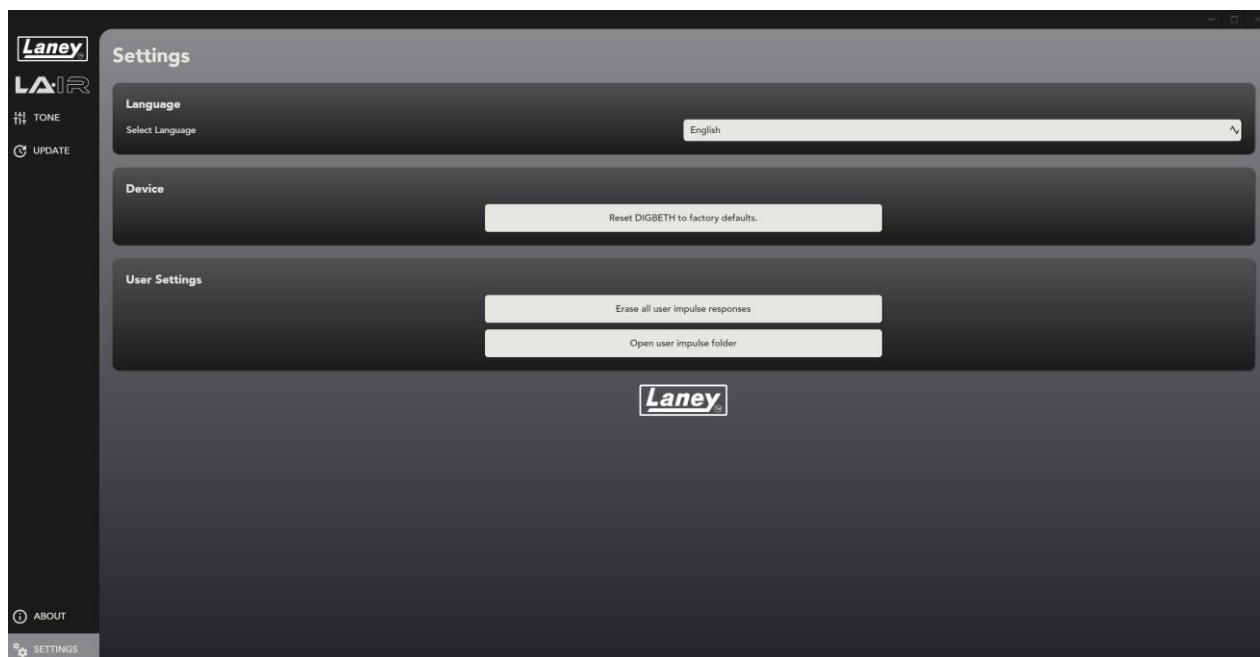 Laney
LA·IR
TONE
UPDATE
ABOUT
SETTINGS
Settings
Language
Select Language
English
Device
Reset DIGBETH to factory defaults.
User Settings
Erase all user impulse responses
Open user impulse folder
Laney